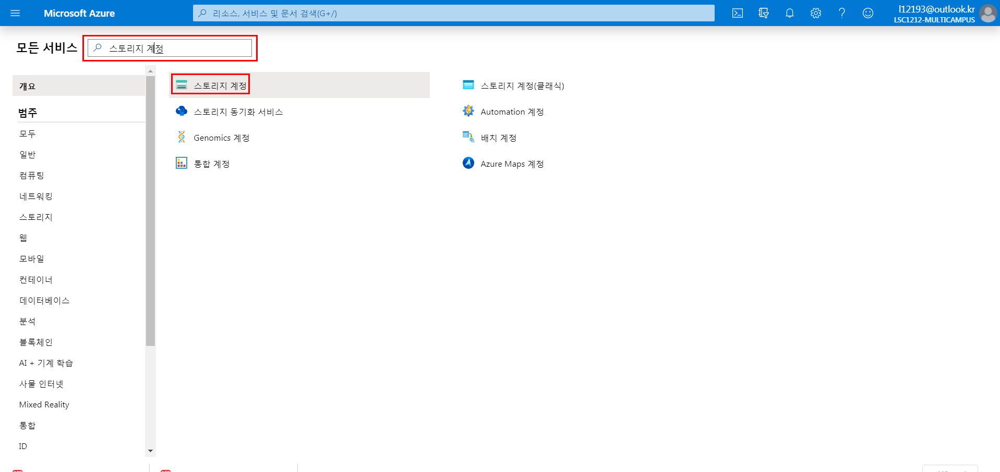 Microsoft Azure
리소스, 서비스 및 문서 검색(G+/)
l12193@outlook.kr
LSC1212-MULTICAMPUS
모든 서비스
스토리지 계정
개요
범주
모두
일반
컴퓨팅
네트워킹
스토리지
웹
모바일
컨테이너
데이터베이스
분석
블록체인
AI + 기계 학습
사물 인터넷
Mixed Reality
통합
ID
스토리지 계정
스토리지 계정(클래식)
스토리지 동기화 서비스
Automation 계정
Genomics 계정
배치 계정
통합 계정
Azure Maps 계정